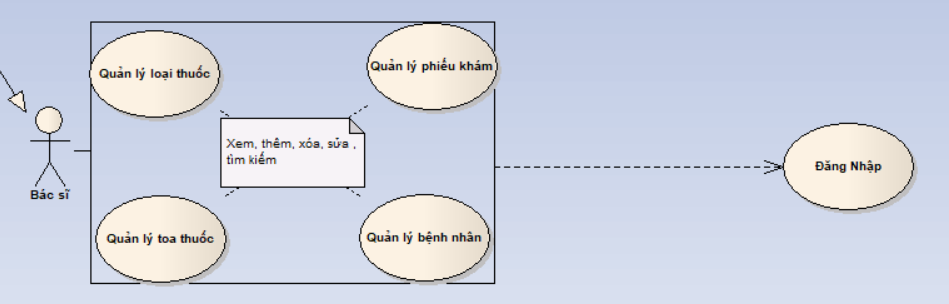 Quản lý loại thuốc
Quản lý phiếu khám
Xem, thêm, xóa, sửa ,
tìm kiếm
Đăng Nhập
Bác sĩ
Quản lý toa thuốc
Quản lý bệnh nhân